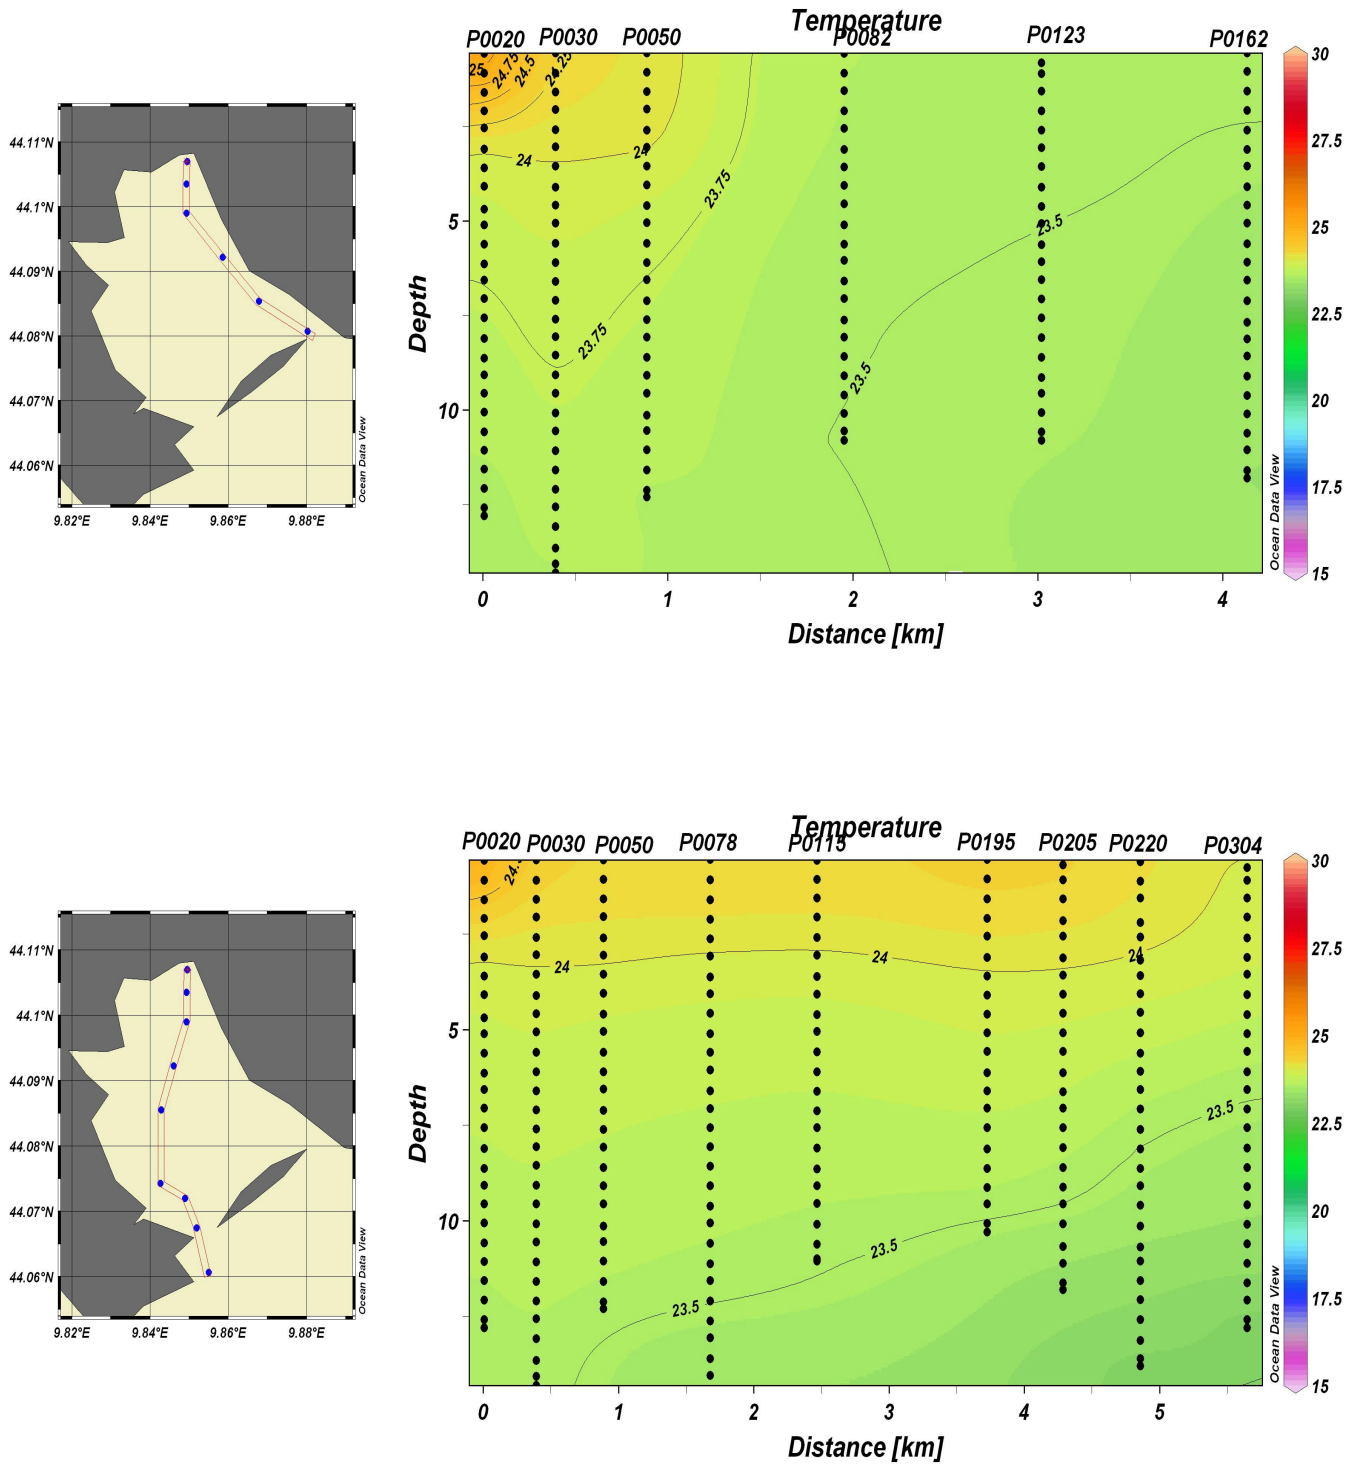 Temperature
P0020 P0030 P0050 P0082 P0123 P0162
25 24.75 24.5 24.25
24 24
23.75
23.75
23.5
23.5
5
10
Depth
0 1 2 3 4
Distance [km]
Ocean Data View
30
27.5
25
22.5
20
17.5
15
44.11°N
44.1°N
44.09°N
44.08°N
44.07°N
44.06°N
9.82°E 9.84°E 9.86°E 9.88°E
Ocean Data View
Temperature
P0020 P0030 P0050 P0078 P0115 P0195 P0205 P0220 P0304
24 24 24
23.5
23.5
23.5
5
10
Depth
0 1 2 3 4 5
Distance [km]
Ocean Data View
30
27.5
25
22.5
20
17.5
15
44.11°N
44.1°N
44.09°N
44.08°N
44.07°N
44.06°N
9.82°E 9.84°E 9.86°E 9.88°E
Ocean Data View